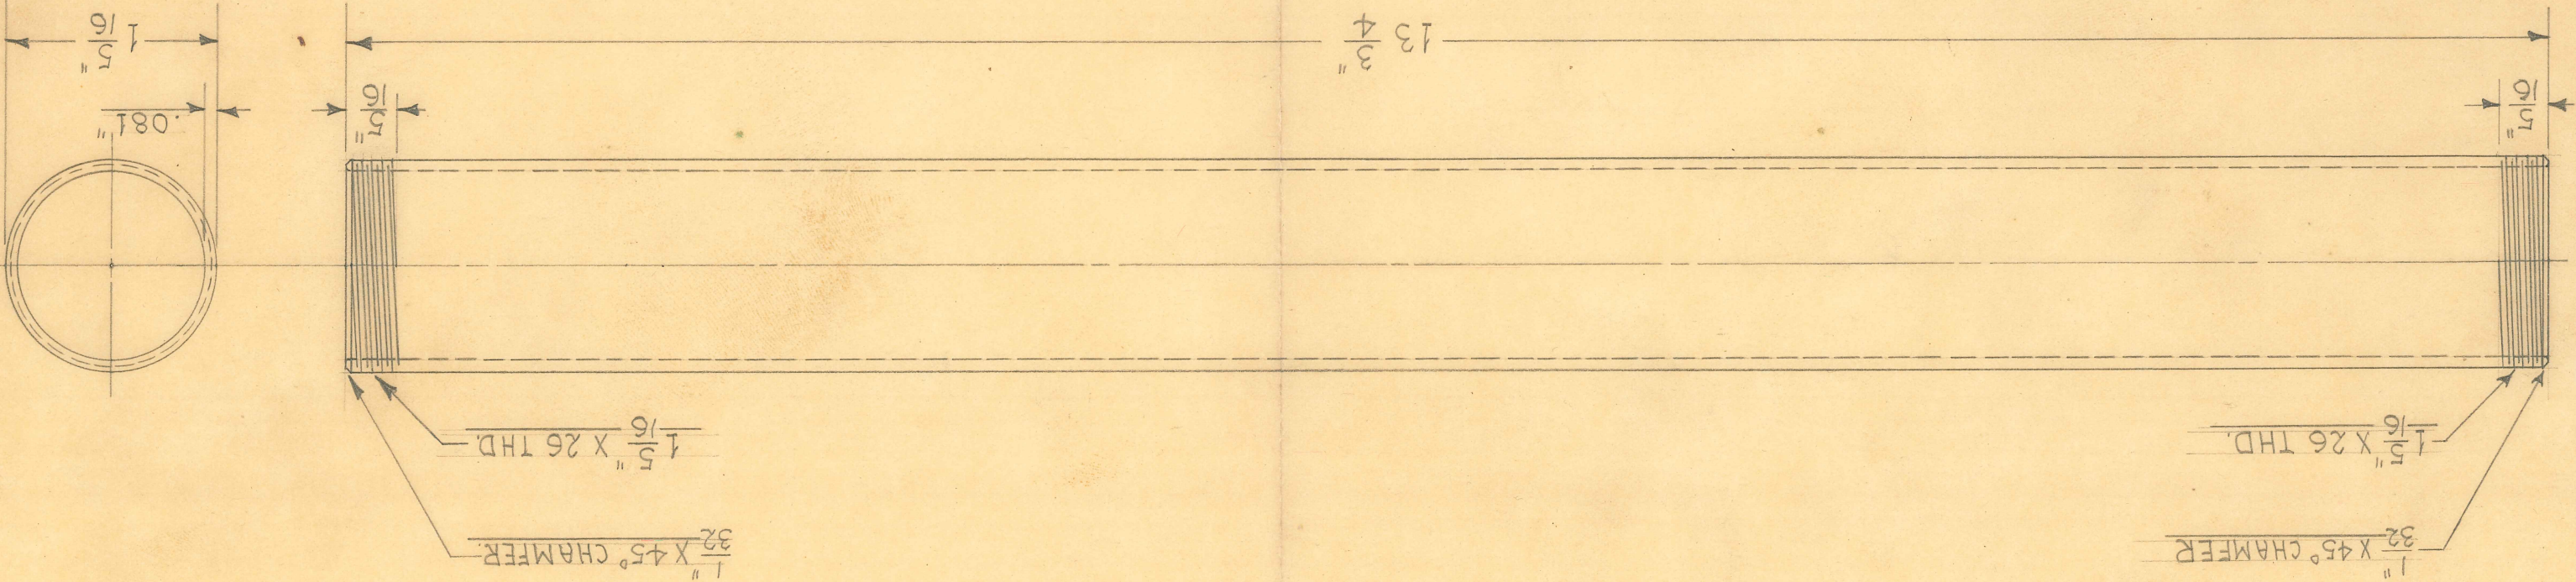 1/32" X 45° CHAMFER
1/32" X 45° CHAMFER
1 5/16" X 26 THD.
1 5/16" X 26 THD.
5/16"
5/16"
.081"
13 3/4"
1 5/16"